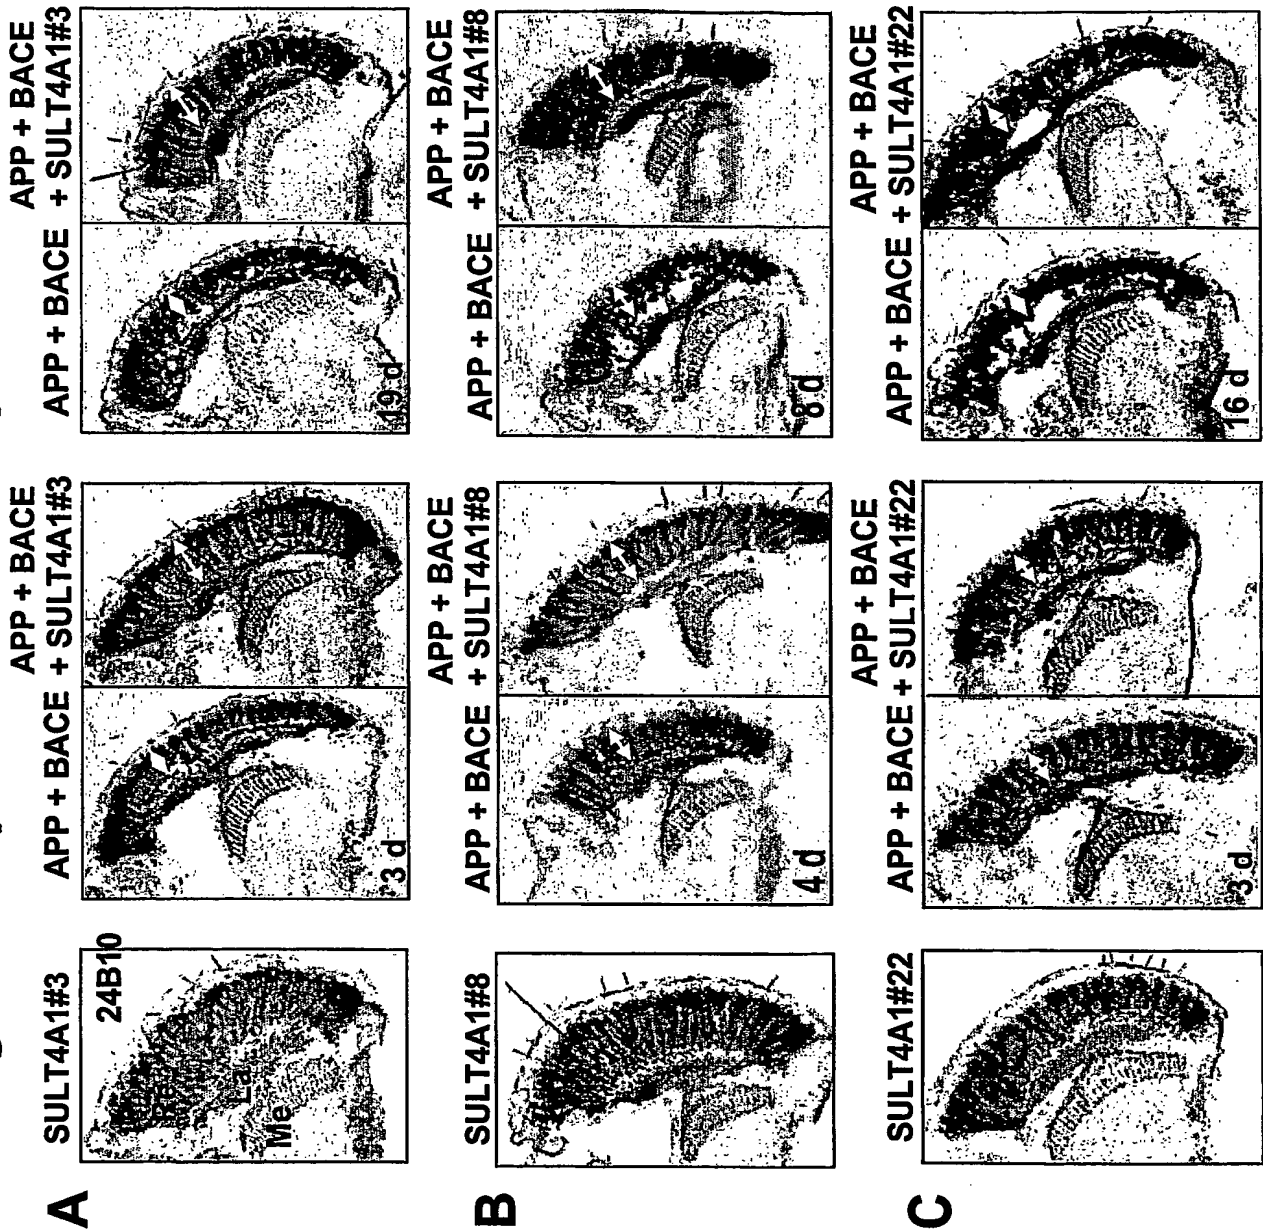 A
SULT4A1#3
24B10
Re
La
Me
APP + BACE
APP + BACE
+ SULT4A1#3
3 d
APP + BACE
APP + BACE
+ SULT4A1#3
19 d
B
SULT4A1#8
APP + BACE
APP + BACE
+ SULT4A1#8
4 d
APP + BACE
APP + BACE
+ SULT4A1#8
8 d
C
SULT4A1#22
APP + BACE
APP + BACE
+ SULT4A1#22
3 d
APP + BACE
APP + BACE
+ SULT4A1#22
16 d